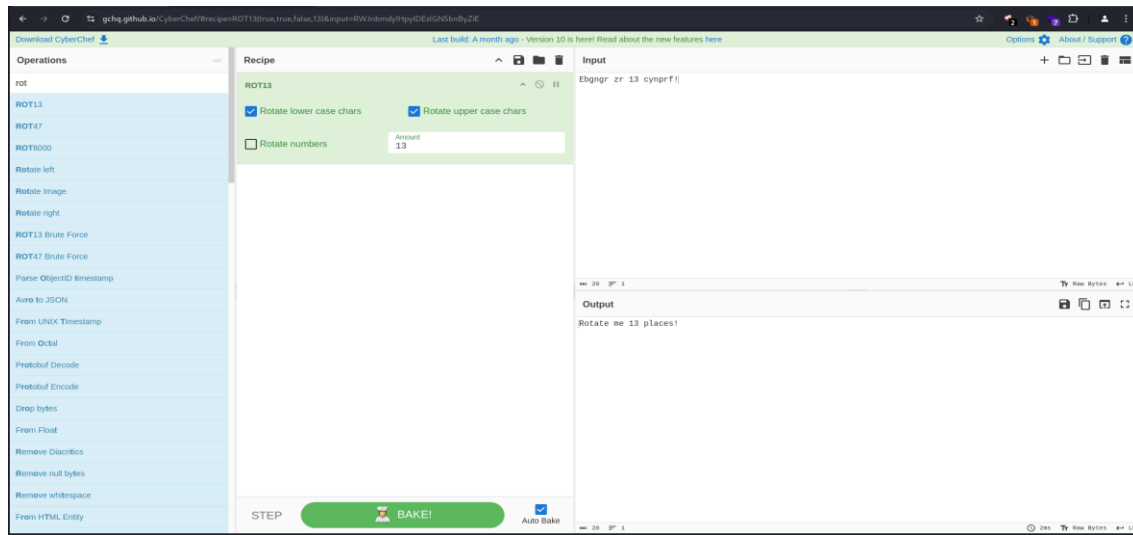 gchq.github.io/CyberChef/#recipe=ROT13(true,true,false,13)&input=RWJnbmdyIHpyIDEzIGN5bnByZiE
Download CyberChef
Last build: A month ago - Version 10 is here! Read about the new features here
Options
About / Support
Operations
rot
ROT13
ROT47
ROT8000
Rotate left
Rotate Image
Rotate right
ROT13 Brute Force
ROT47 Brute Force
Parse ObjectID timestamp
Avro to JSON
From UNIX Timestamp
From Octal
Protobuf Decode
Protobuf Encode
Drop bytes
From Float
Remove Diacritics
Remove null bytes
Remove whitespace
From HTML Entity
Recipe
ROT13
Rotate lower case chars
Rotate upper case chars
Rotate numbers
Amount
13
STEP
BAKE!
Auto Bake
Input
Ebgngr zr 13 cynprf!
20 1
Raw Bytes
Output
Rotate me 13 places!
20 1
2ms
Raw Bytes